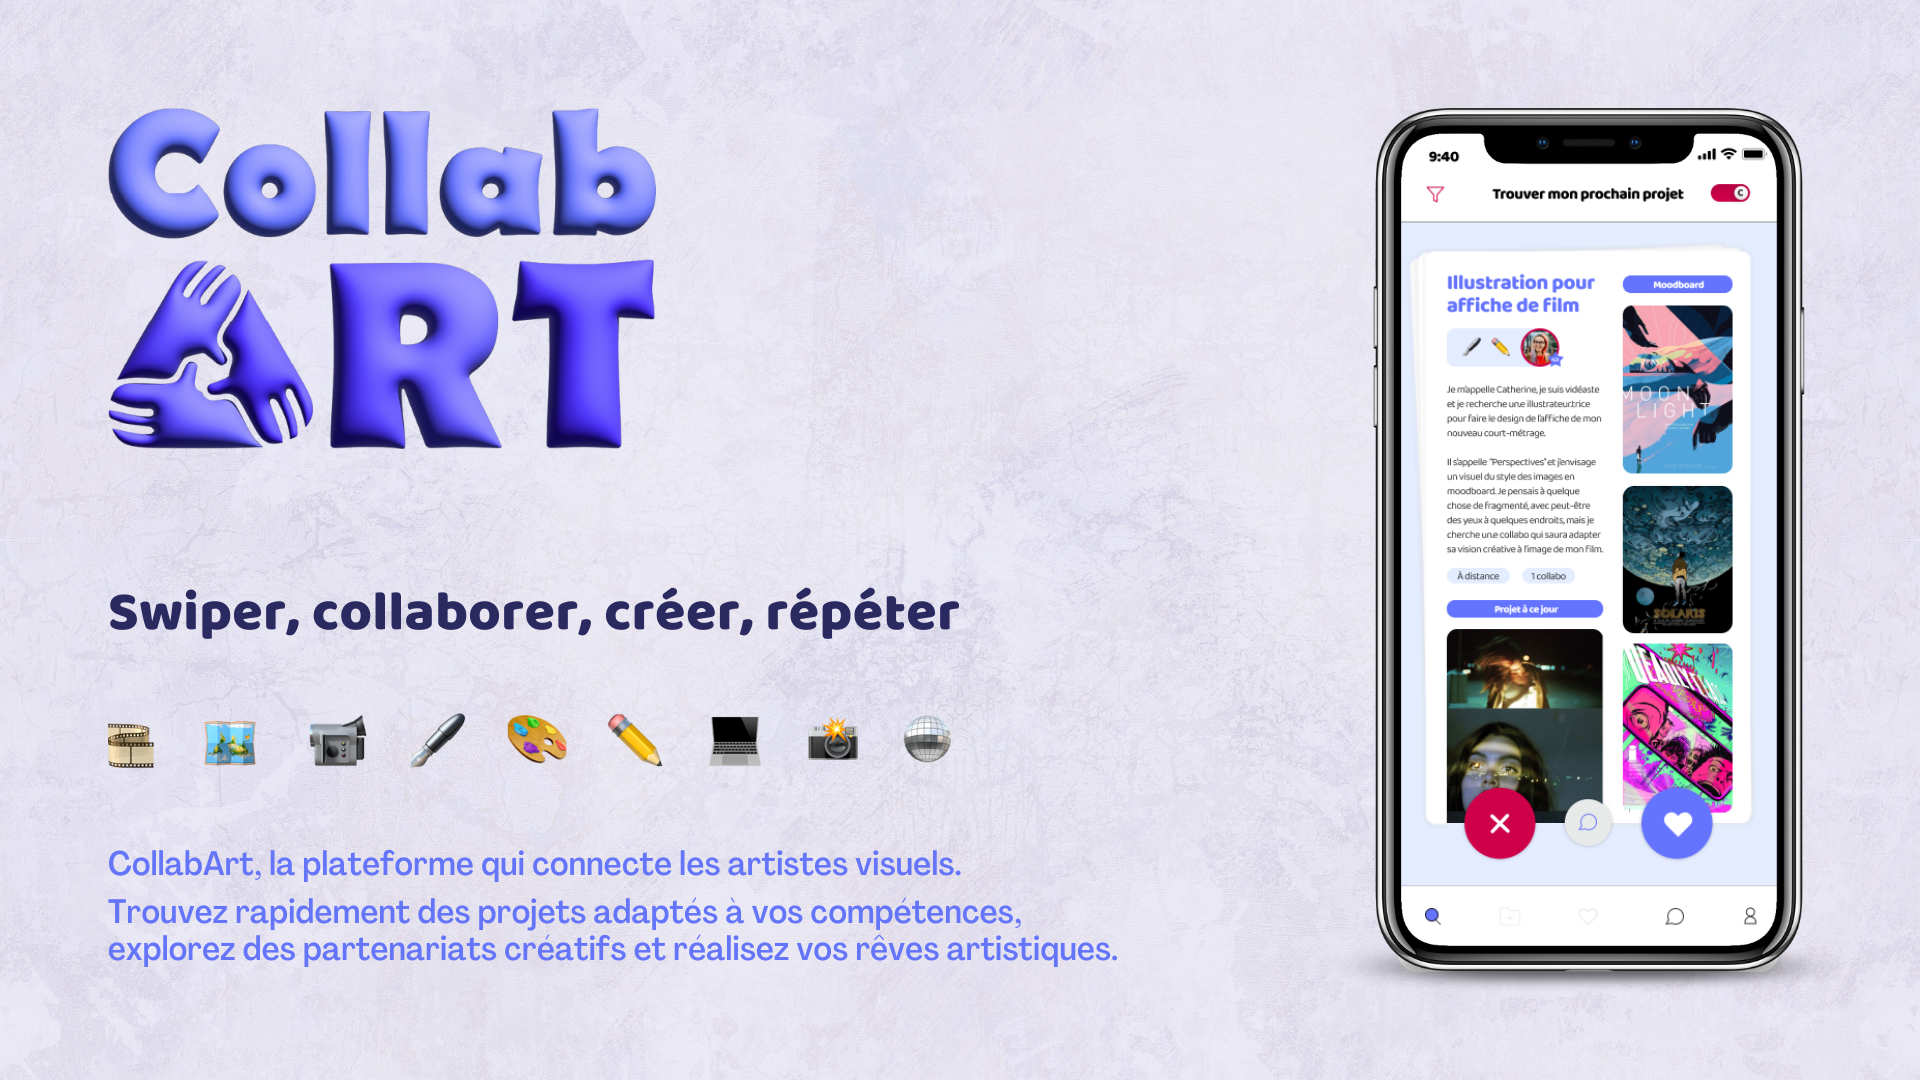 Collab
ART
Swiper, collaborer, créer, répéter
CollabArt, la plateforme qui connecte les artistes visuels.
Trouvez rapidement des projets adaptés à vos compétences,
explorez des partenariats créatifs et réalisez vos rêves artistiques.
9:40
Trouver mon prochain projet
C
Illustration pour
affiche de film
Je m'appelle Catherine, je suis vidéaste
et je recherche un.e illustrateur.trice
pour faire le design de l'affiche de mon
nouveau court-métrage.
Il s'appelle "Perspectives" et j'envisage
un visuel du style des images en
moodboard. Je pensais à quelque
chose de fragmenté, avec peut-être
des yeux à quelques endroits, mais je
cherche un.e collabo qui saura adapter
sa vision créative à l'image de mon film.
À distance
1 collabo
Projet à ce jour
Moodboard
MOON
LIGHT
SOLARIS